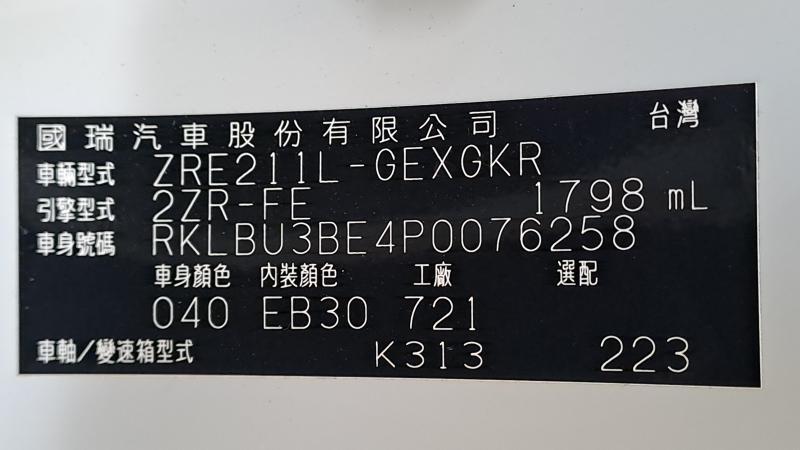 國瑞汽車股份有限公司 台灣
車輛型式 ZRE211L-GEXGKR
引擎型式 2ZR-FE 1798 mL
車身號碼 RKLBU3BE4P0076258
車身顏色 內裝顏色 工廠 選配
040 EB30 721
車軸/變速箱型式 K313 223